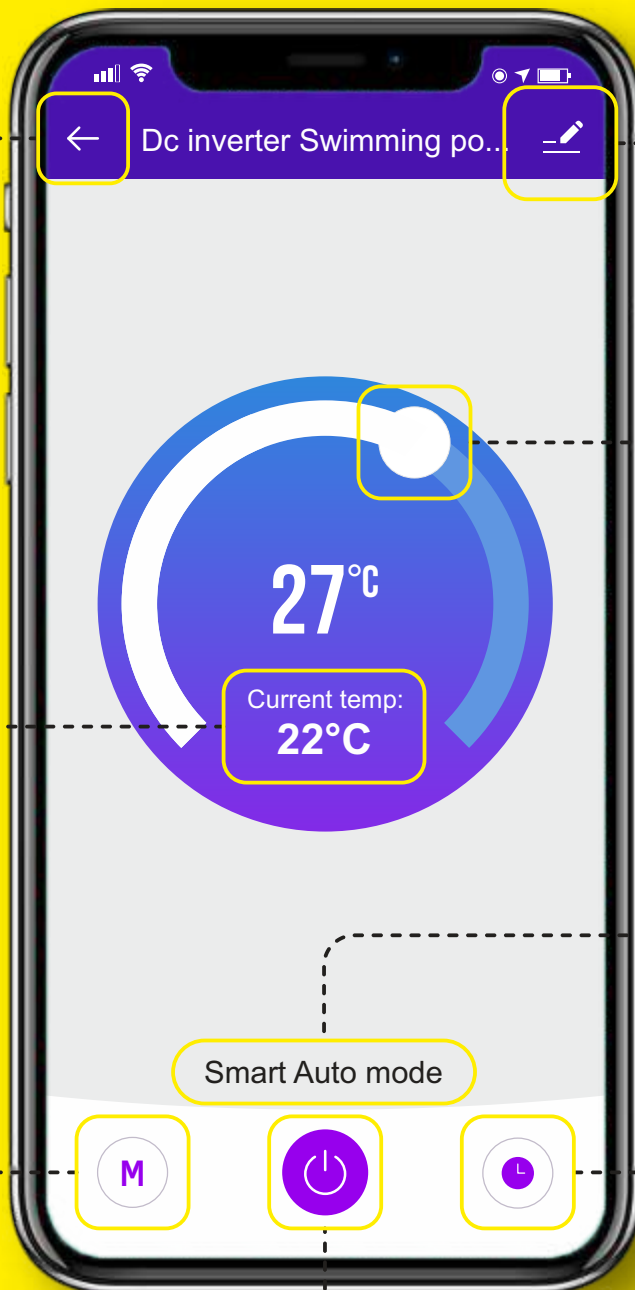 Dc inverter Swimming po...
27°C
Current temp:
22°C
Smart Auto mode
M